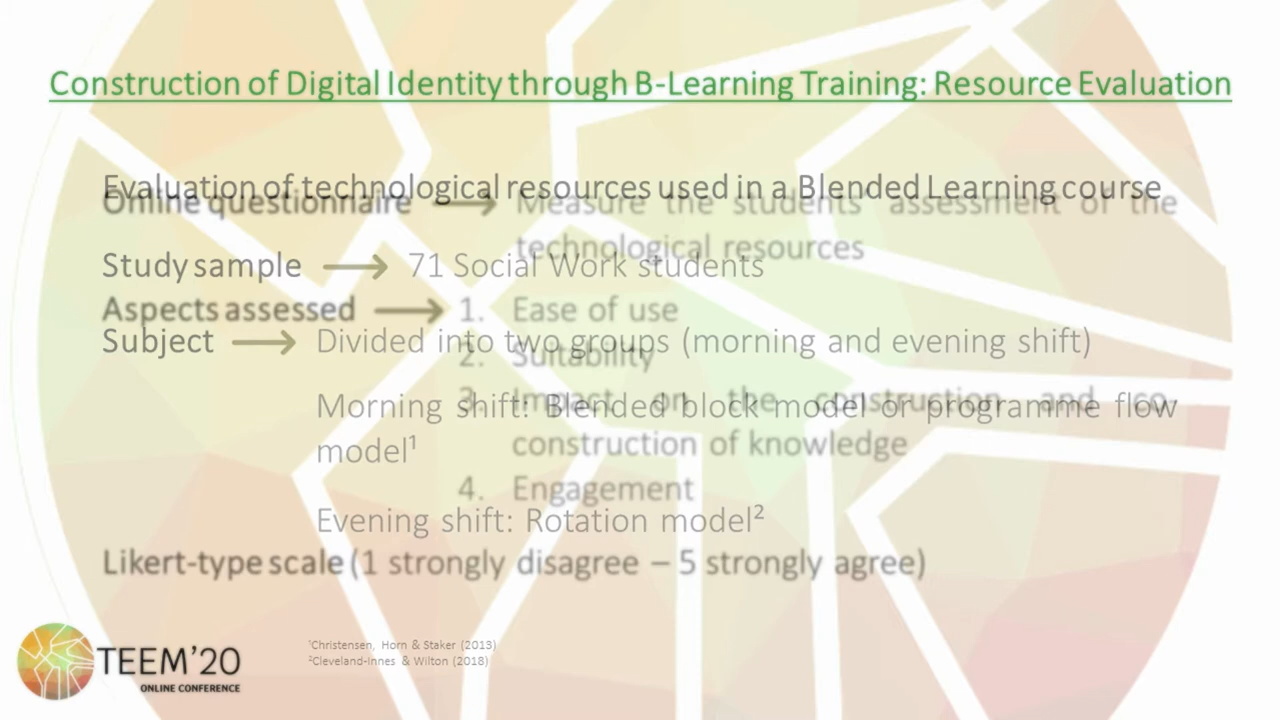 Construction of Digital Identity through B-Learning Training: Resource Evaluation
Evaluation of technological resources used in a Blended Learning course
Online questionnaire → Measure the students' assessment of the
technological resources
Study sample → 71 Social Work students
Aspects assessed → 1. Ease of use
Subject → Divided into two groups (morning and evening shift)
2. Suitability
3. Impact on the construction and co-
Morning shift: Blended block model or programme flow
construction of knowledge
model¹
4. Engagement
Evening shift: Rotation model²
Likert-type scale (1 strongly disagree – 5 strongly agree)
¹Christensen, Horn & Staker (2013)
²Cleveland-Innes & Wilton (2018)
TEEM'20
ONLINE CONFERENCE